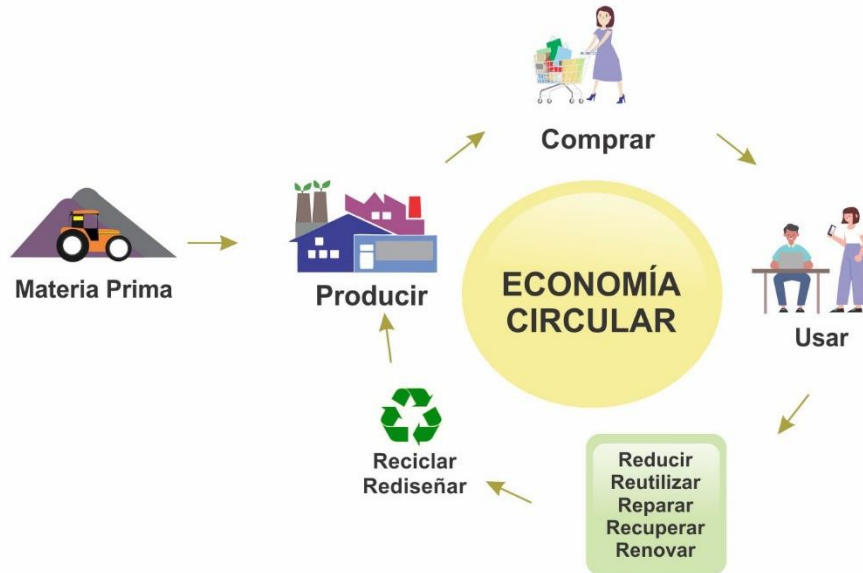 Materia Prima
Producir
Comprar
Usar
Reducir
Reutilizar
Reparar
Recuperar
Renovar
Reciclar
Rediseñar
ECONOMÍA
CIRCULAR